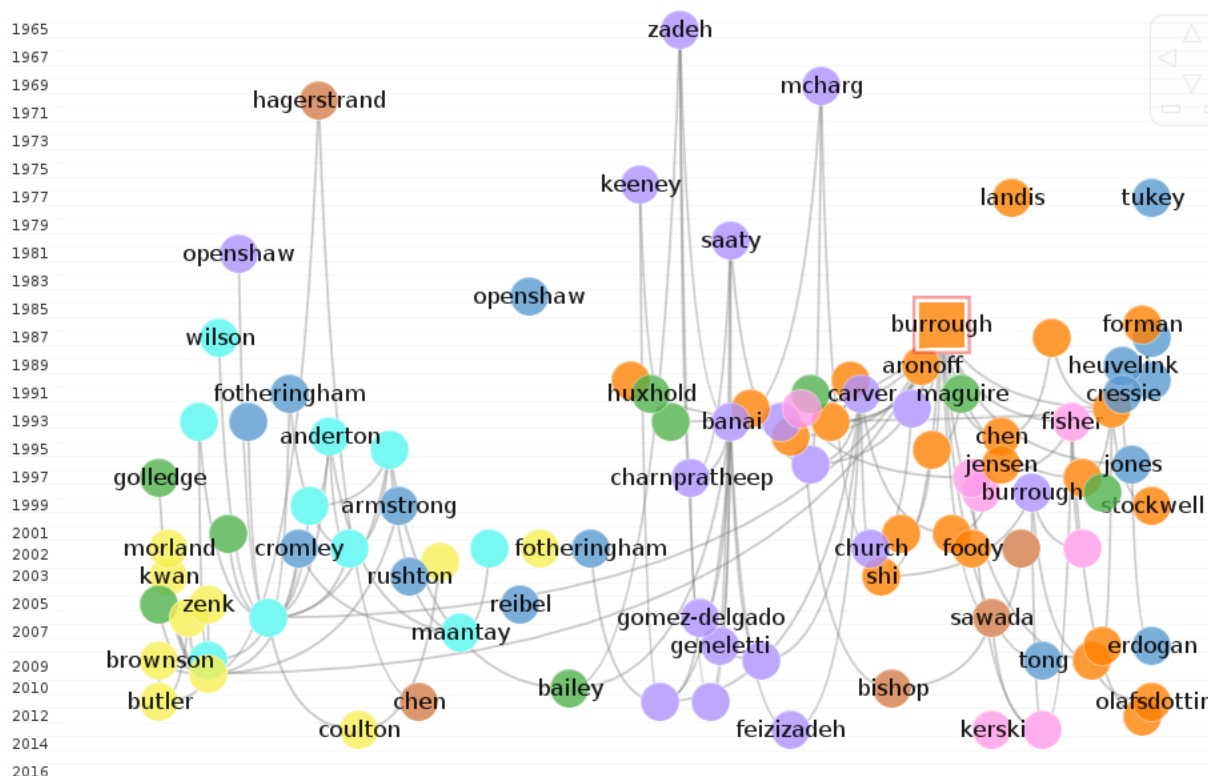 1965
zadeh
1967
1969
mcharg
hagerstrand
1971
1973
1975
keeney
1977
landis
tukey
1979
saaty
1981
openshaw
1983
openshaw
1985
burrough
forman
1987
wilson
1989
aronoff
heuvelink
1991
fotheringham
huxhold
carver
maguire
cressie
1993
banai
fisher
anderton
chen
1995
jensen
jones
1997
golledge
charnpratheep
burrough
1999
armstrong
stockwell
2001
2002
morland
cromley
fotheringham
church
foody
2003
kwan
rushton
shi
2005
zenk
reibel
gomez-delgado
sawada
2007
maantay
geneletti
erdogan
2009
brownson
tong
2010
bailey
bishop
butler
chen
olafsdottir
2012
coulton
feizizadeh
kerski
2014
2016